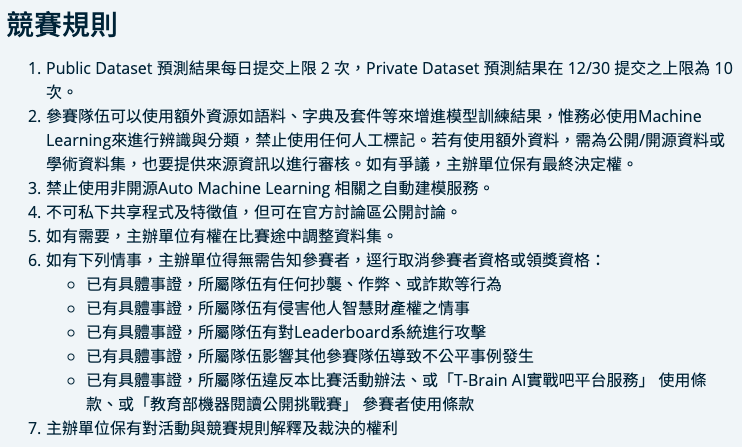 競賽規則
1. Public Dataset 預測結果每日提交上限 2 次，Private Dataset 預測結果在 12/30 提交之上限為 10
次。
2. 參賽隊伍可以使用額外資源如語料、字典及套件等來增進模型訓練結果，惟務必使用Machine
Learning來進行辨識與分類，禁止使用任何人工標記。若有使用額外資料，需為公開/開源資料或
學術資料集，也要提供來源資訊以進行審核。如有爭議，主辦單位保有最終決定權。
3. 禁止使用非開源Auto Machine Learning 相關之自動建模服務。
4. 不可私下共享程式及特徵值，但可在官方討論區公開討論。
5. 如有需要，主辦單位有權在比賽途中調整資料集。
6. 如有下列情事，主辦單位得無需告知參賽者，逕行取消參賽者資格或領獎資格：
○ 已有具體事證，所屬隊伍有任何抄襲、作弊、或詐欺等行為
○ 已有具體事證，所屬隊伍有侵害他人智慧財產權之情事
○ 已有具體事證，所屬隊伍有對Leaderboard系統進行攻擊
○ 已有具體事證，所屬隊伍影響其他參賽隊伍導致不公平事例發生
○ 已有具體事證，所屬隊伍違反本比賽活動辦法、或「T-Brain AI實戰吧平台服務」 使用條
款、或「教育部機器閱讀公開挑戰賽」 參賽者使用條款
7. 主辦單位保有對活動與競賽規則解釋及裁決的權利